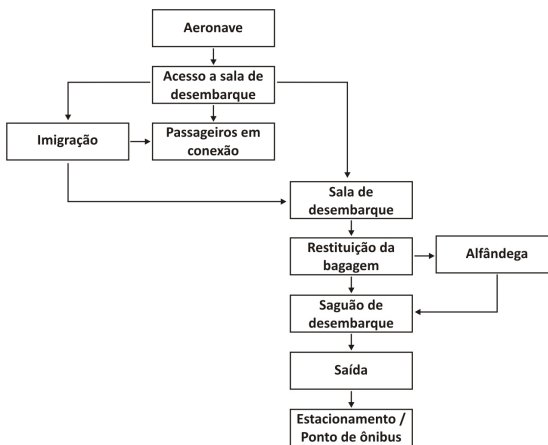 Aeronave
Acesso a sala de
desembarque
Imigração
Passageiros em
conexão
Sala de
desembarque
Restituição da
bagagem
Alfândega
Saguão de
desembarque
Saída
Estacionamento /
Ponto de ônibus